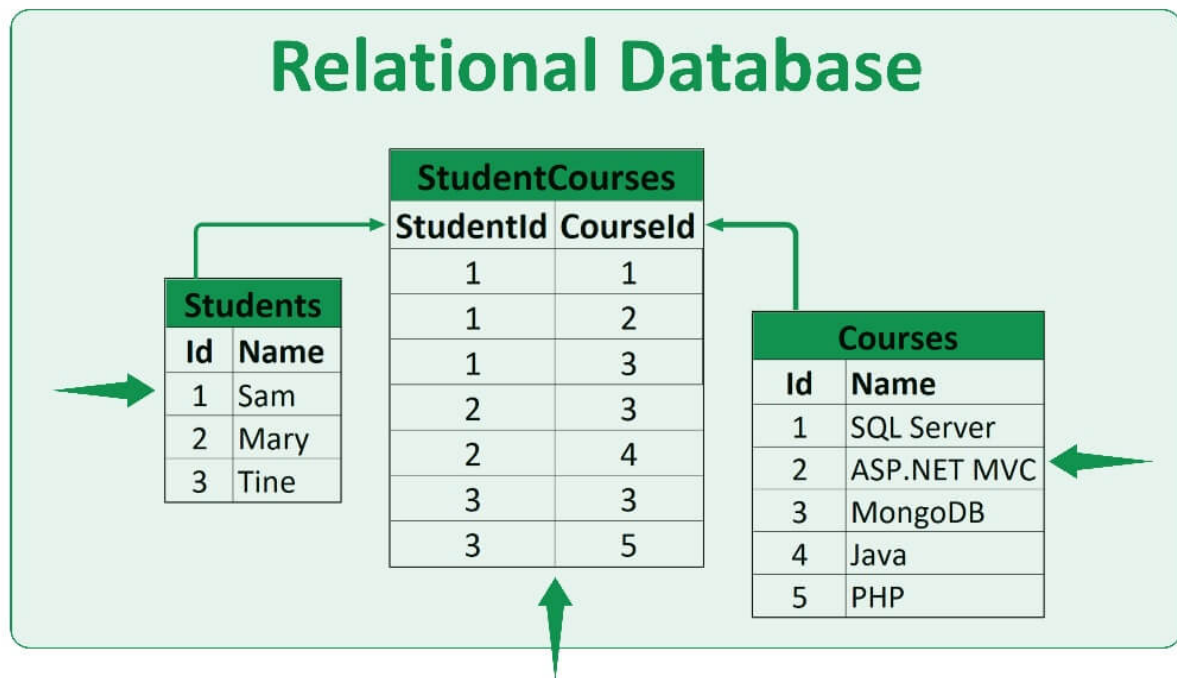 Relational Database
StudentCourses
StudentId CourseId
1 1
1 2
1 3
2 3
2 4
3 3
3 5
Students
Id Name
1 Sam
2 Mary
3 Tine
Courses
Id Name
1 SQL Server
2 ASP.NET MVC
3 MongoDB
4 Java
5 PHP